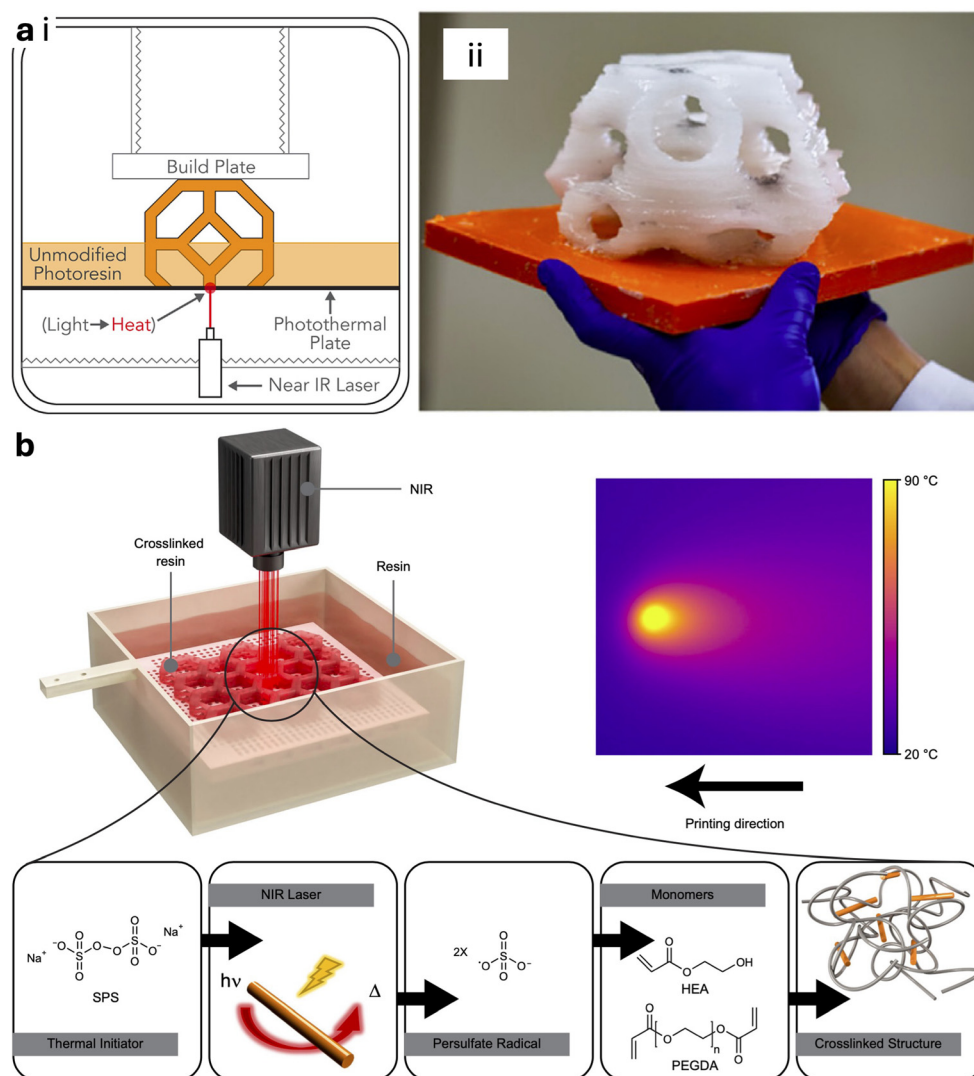 a i
Build Plate
Unmodified
Photoresin
(Light→Heat)
Photothermal
Plate
Near IR Laser
ii
b
NIR
Crosslinked
resin
Resin
90 °C
20 °C
Printing direction
Na⁺
⁻O
S
O
O
O
O
S
O
O
O⁻
Na⁺
SPS
Thermal Initiator
NIR Laser
hν
Δ
2X
·O
S
O
O
O⁻
Persulfate Radical
Monomers
O
O
OH
HEA
O
O
O
n
O
PEGDA
Crosslinked Structure